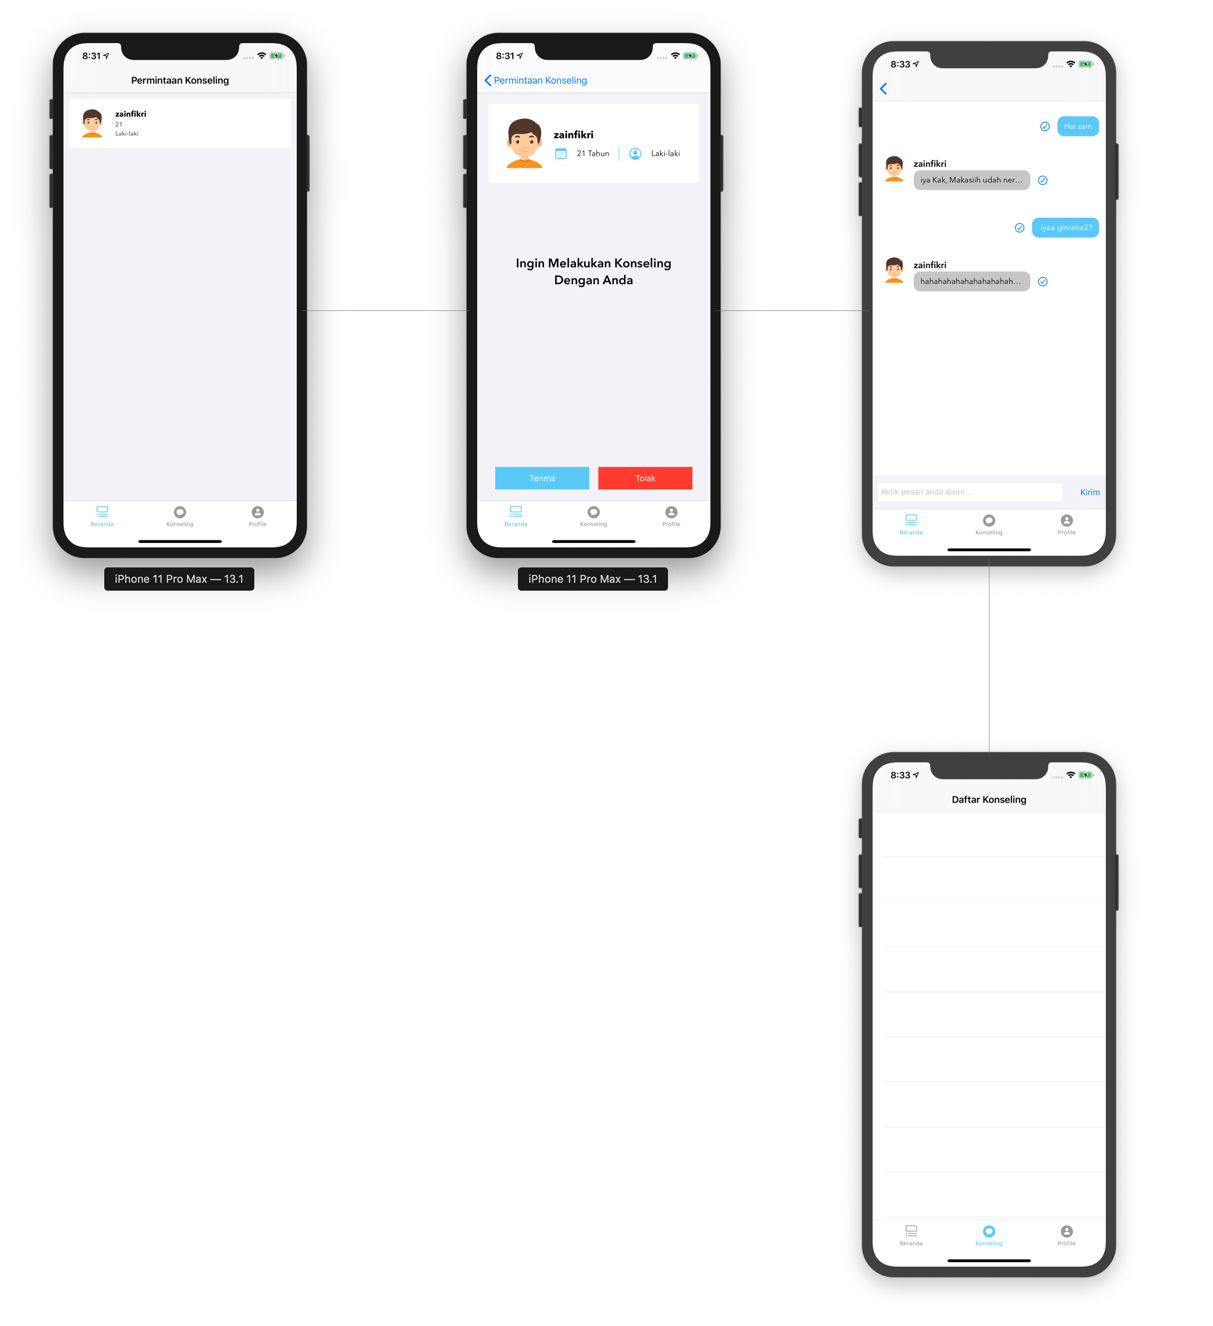 8:31
Permintaan Konseling
zainfikri
21
Laki-laki
Beranda
Konseling
Profile
iPhone 11 Pro Max — 13.1
8:31
Permintaan Konseling
zainfikri
21 Tahun
Laki-laki
Ingin Melakukan Konseling
Dengan Anda
Terima
Tolak
Beranda
Konseling
Profile
iPhone 11 Pro Max — 13.1
8:33
Hai zain
zainfikri
iya Kak, Makasiih udah ner...
iyaa gimana2?
zainfikri
hahahahahahahahahahah...
Ketik pesan anda disini ...
Kirim
Beranda
Konseling
Profile
8:33
Daftar Konseling
Beranda
Konseling
Profile